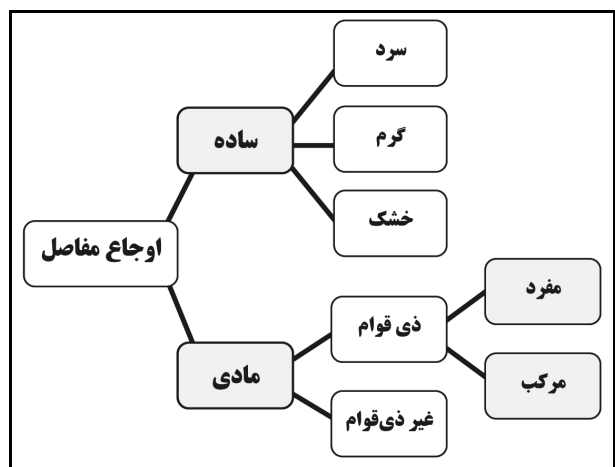 اوجاع مفاصل
ساده
سرد
گرم
خشک
مادی
ذی قوام
مفرد
مرکب
غیر ذی‌قوام